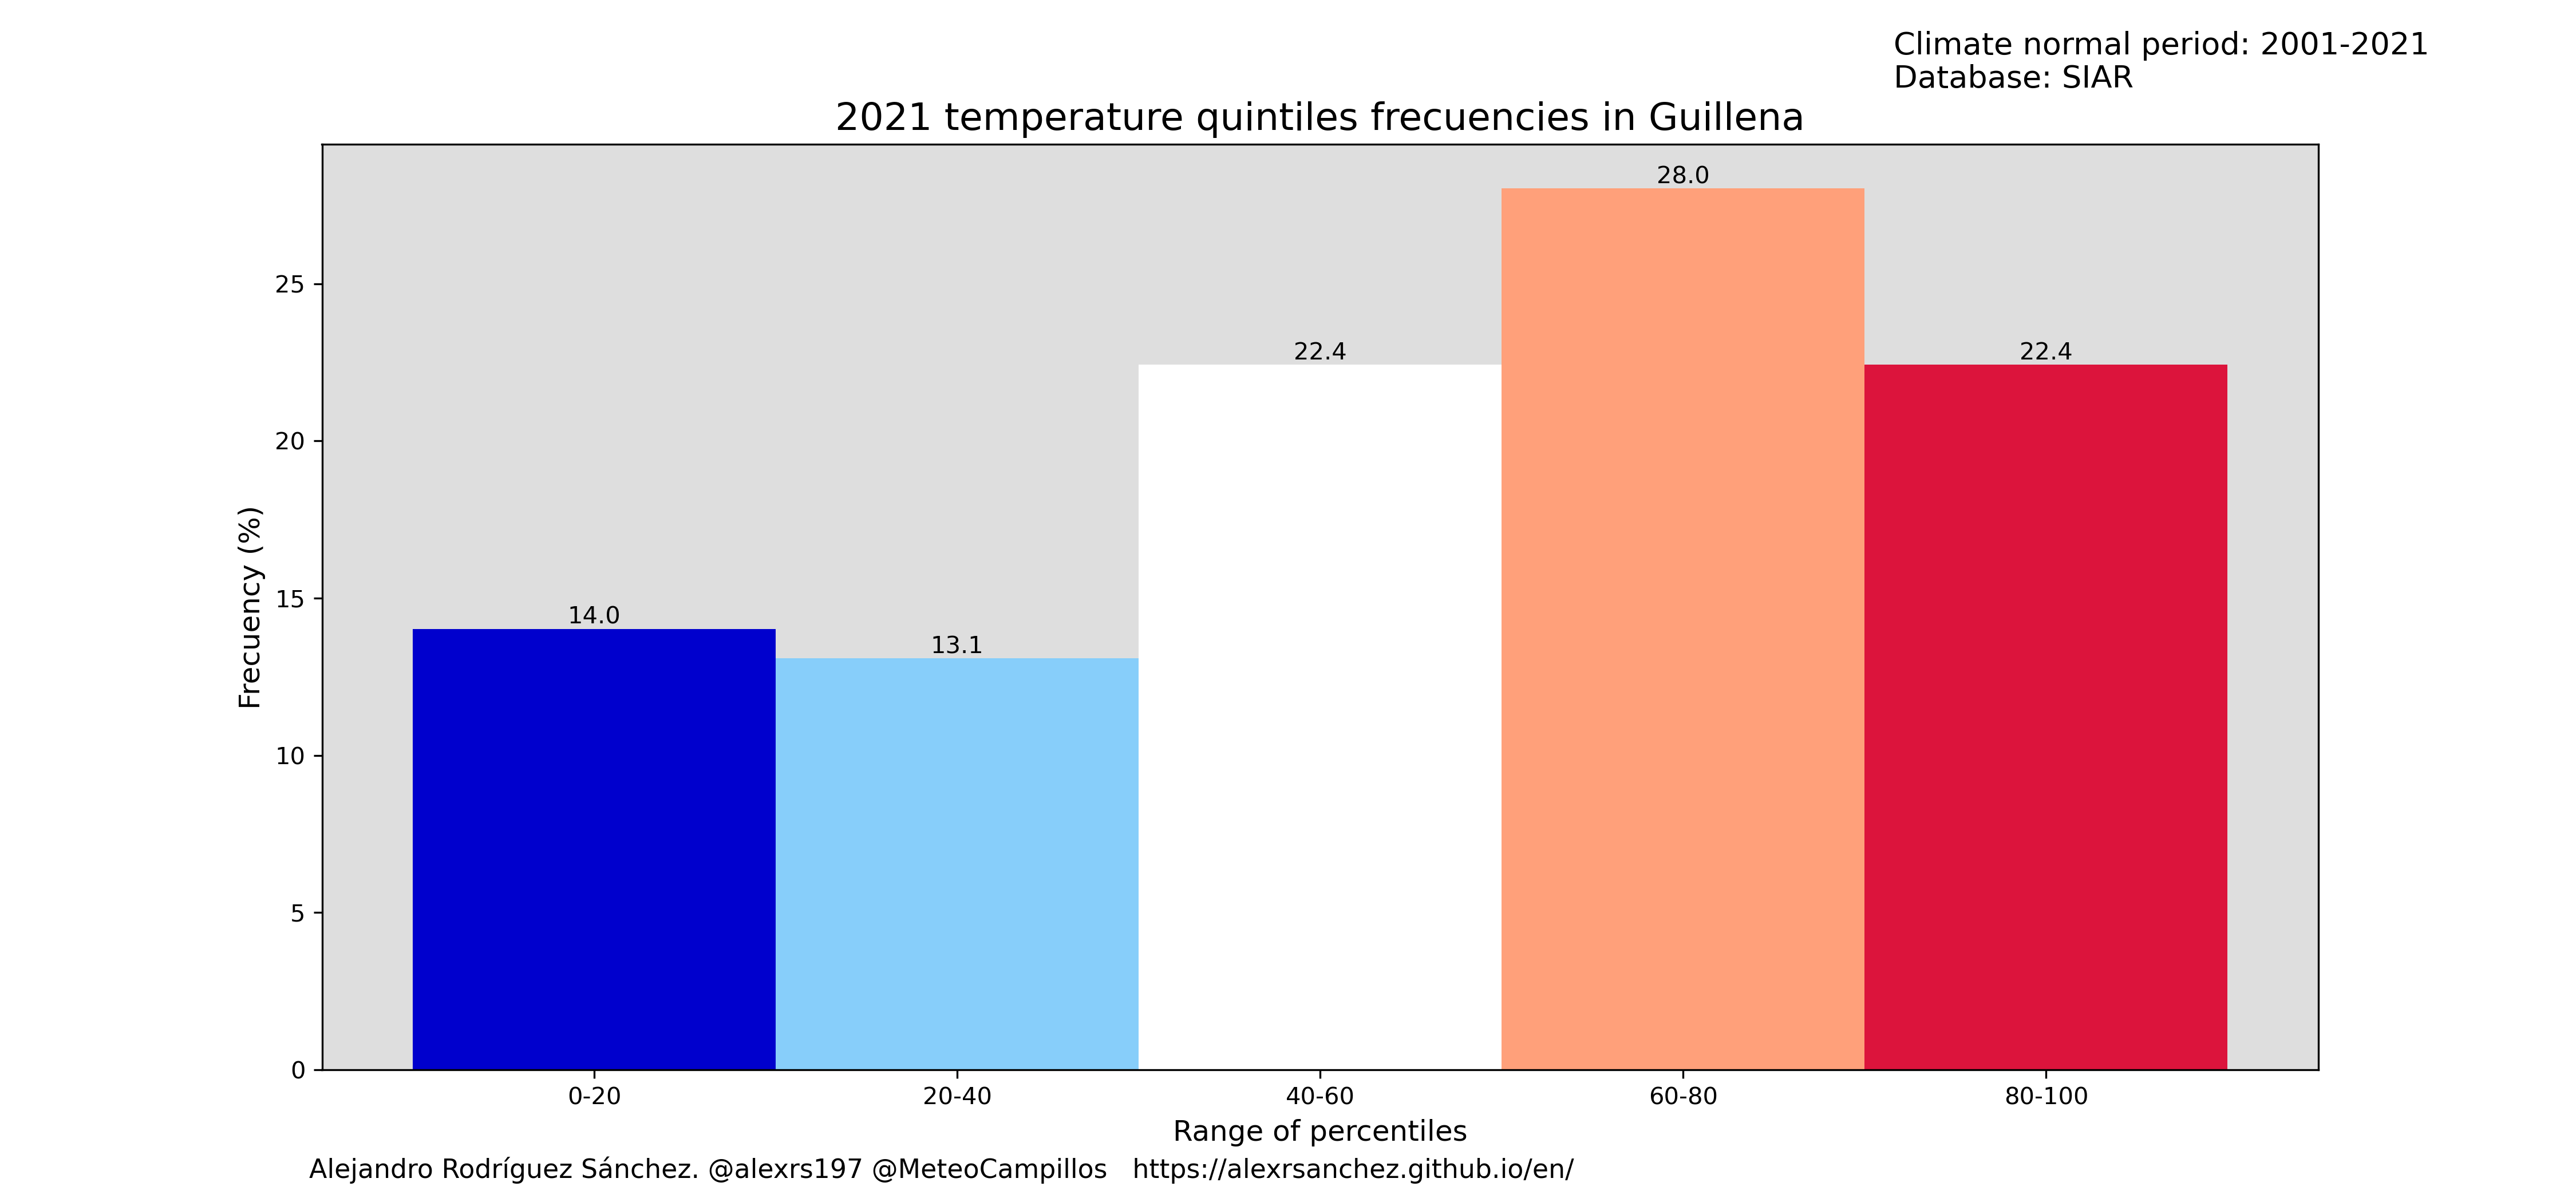 Climate normal period: 2001-2021
Database: SIAR
2021 temperature quintiles frecuencies in Guillena
28.0
25
22.4
22.4
20
Frecuency (%)
15
14.0
13.1
10
5
0
0-20
20-40
40-60
60-80
80-100
Range of percentiles
Alejandro Rodríguez Sánchez. @alexrs197 @MeteoCampillos https://alexrsanchez.github.io/en/